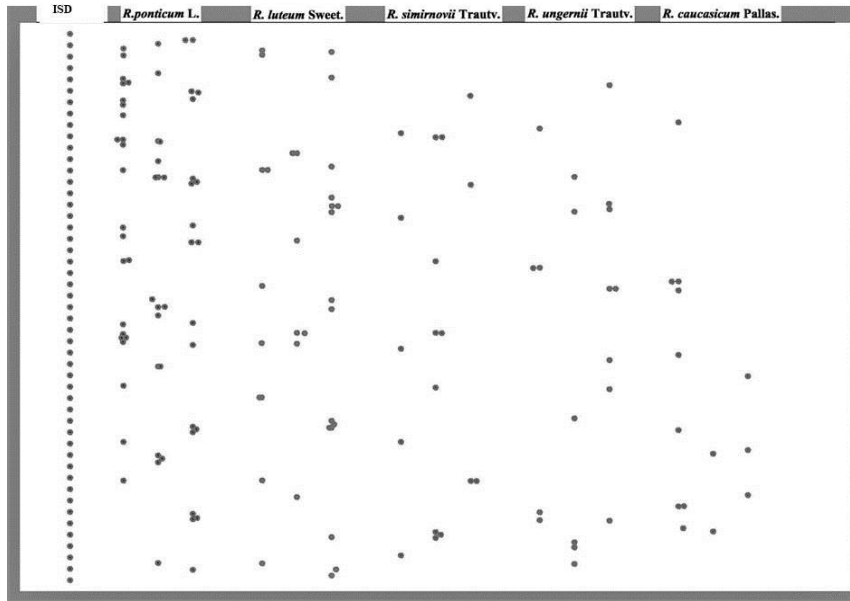 ISD R.ponticum L. R. luteum Sweet. R. simirnovii Trautv. R. ungernii Trautv. R. caucasicum Pallas.